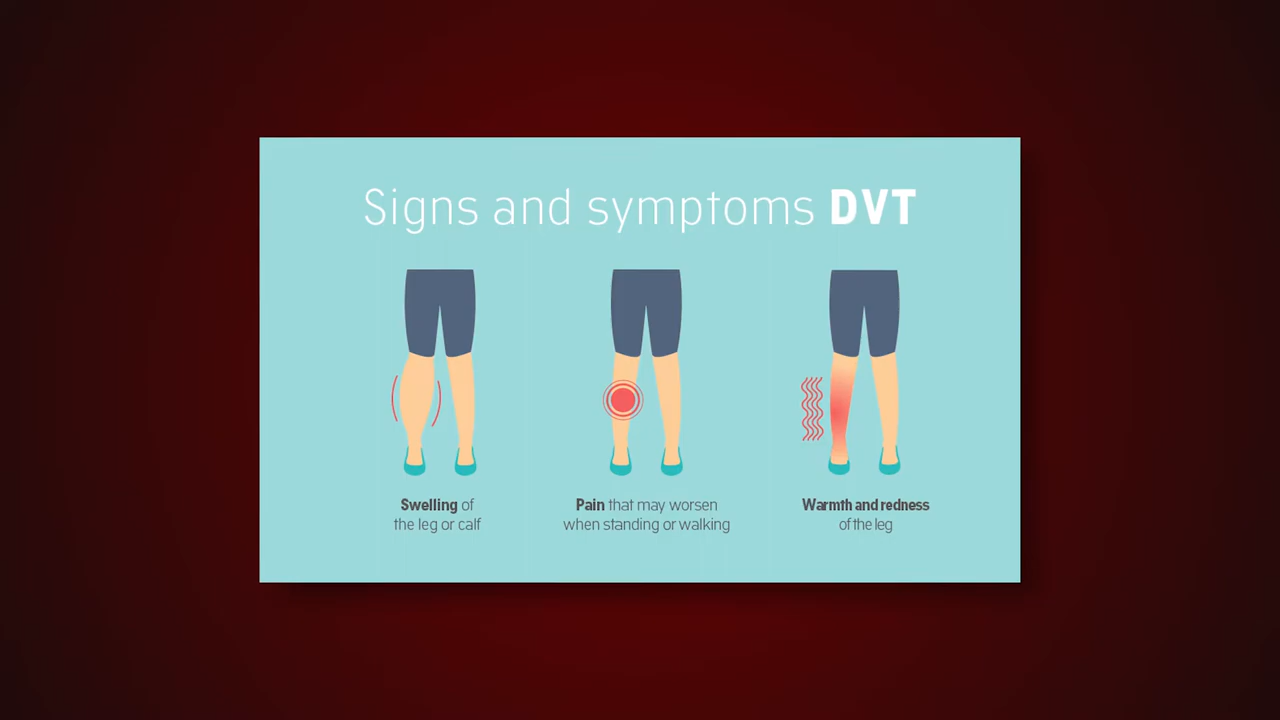 Signs and symptoms DVT
Swelling of
the leg or calf
Pain that may worsen
when standing or walking
Warmth and redness
of the leg